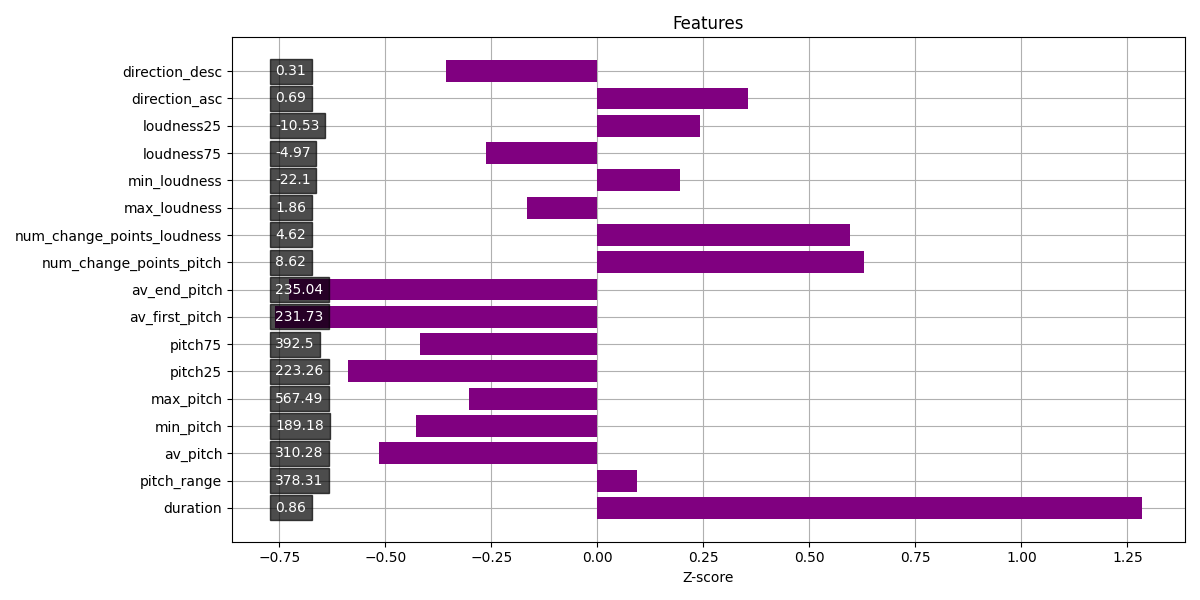 Features
direction_desc 0.31
direction_asc 0.69
loudness25 -10.53
loudness75 -4.97
min_loudness -22.1
max_loudness 1.86
num_change_points_loudness 4.62
num_change_points_pitch 8.62
av_end_pitch 235.04
av_first_pitch 231.73
pitch75 392.5
pitch25 223.26
max_pitch 567.49
min_pitch 189.18
av_pitch 310.28
pitch_range 378.31
duration 0.86
−0.75 −0.50 −0.25 0.00 0.25 0.50 0.75 1.00 1.25
Z-score